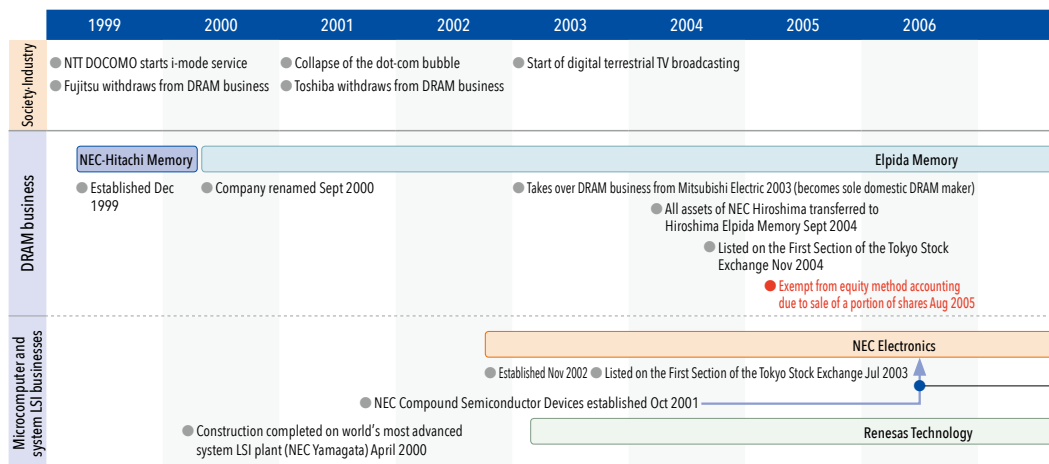 1999 2000 2001 2002 2003 2004 2005 2006
Society·Industry
NTT DOCOMO starts i-mode service
Fujitsu withdraws from DRAM business
Collapse of the dot-com bubble
Toshiba withdraws from DRAM business
Start of digital terrestrial TV broadcasting
DRAM business
NEC-Hitachi Memory
Elpida Memory
Established Dec
1999
Company renamed Sept 2000
Takes over DRAM business from Mitsubishi Electric 2003 (becomes sole domestic DRAM maker)
All assets of NEC Hiroshima transferred to
Hiroshima Elpida Memory Sept 2004
Listed on the First Section of the Tokyo Stock
Exchange Nov 2004
Exempt from equity method accounting
due to sale of a portion of shares Aug 2005
Microcomputer and
system LSI businesses
NEC Electronics
Established Nov 2002
Listed on the First Section of the Tokyo Stock Exchange Jul 2003
NEC Compound Semiconductor Devices established Oct 2001
Construction completed on world's most advanced
system LSI plant (NEC Yamagata) April 2000
Renesas Technology